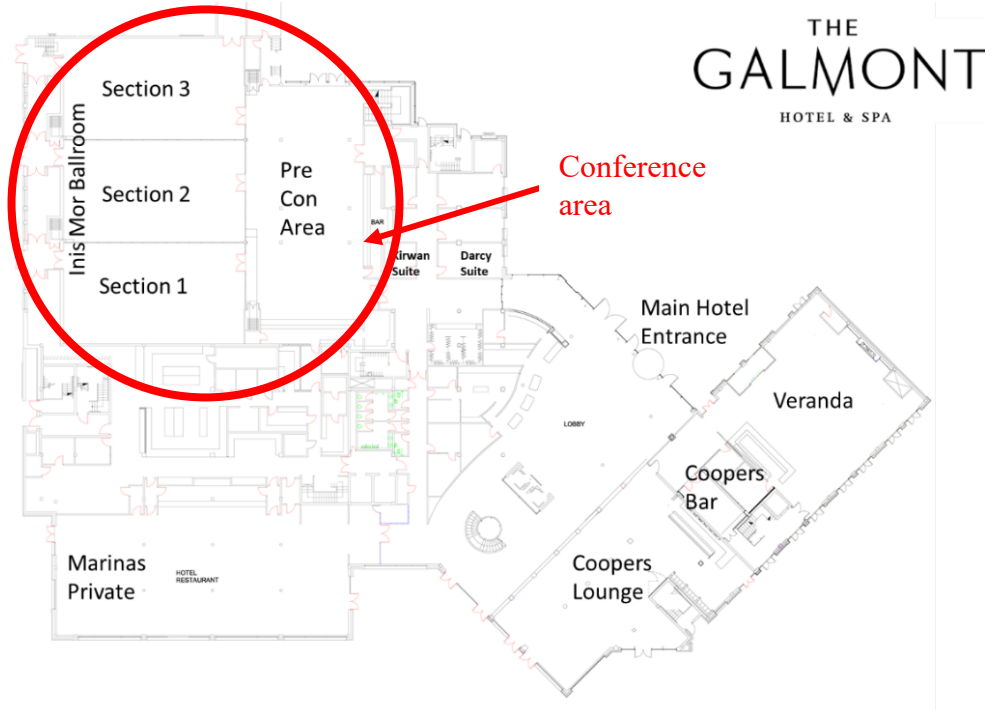 THE
GALMONT
HOTEL & SPA
Section 3
Inis Mor Ballroom
Section 2
Section 1
Pre
Con
Area
Conference
area
BAR
Kirwan
Suite
Darcy
Suite
Main Hotel
Entrance
Veranda
LOBBY
Coopers
Bar
Coopers
Lounge
Marinas
Private
HOTEL
RESTAURANT